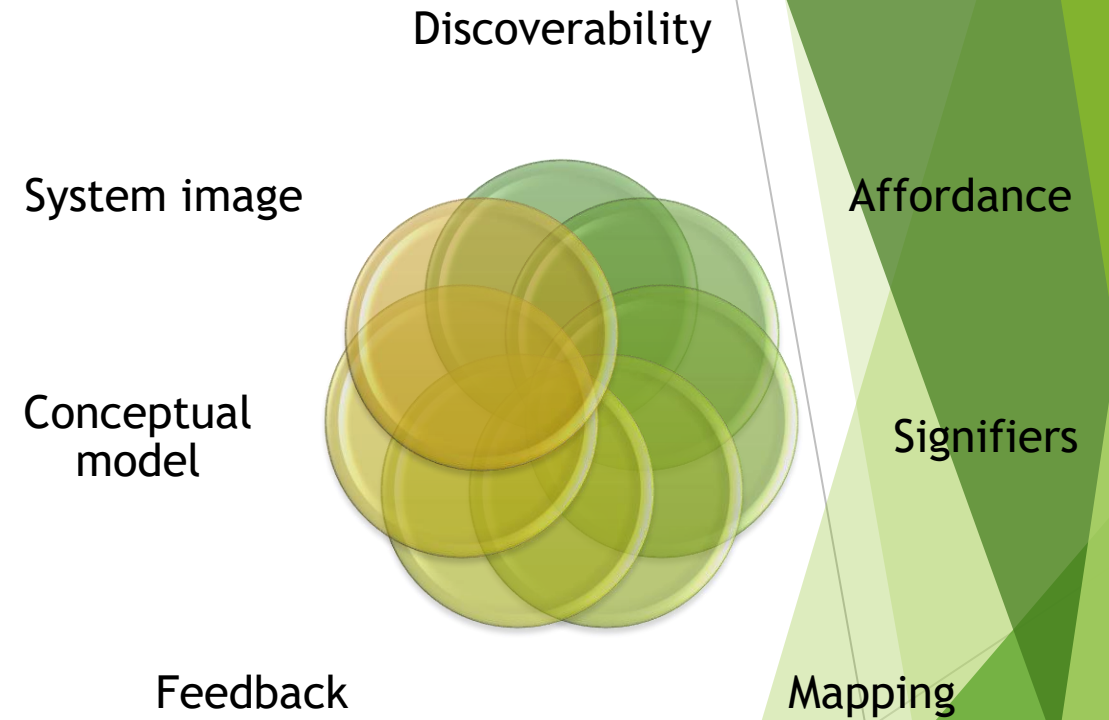 Discoverability
System image
Affordance
Conceptual
model
Signifiers
Feedback
Mapping